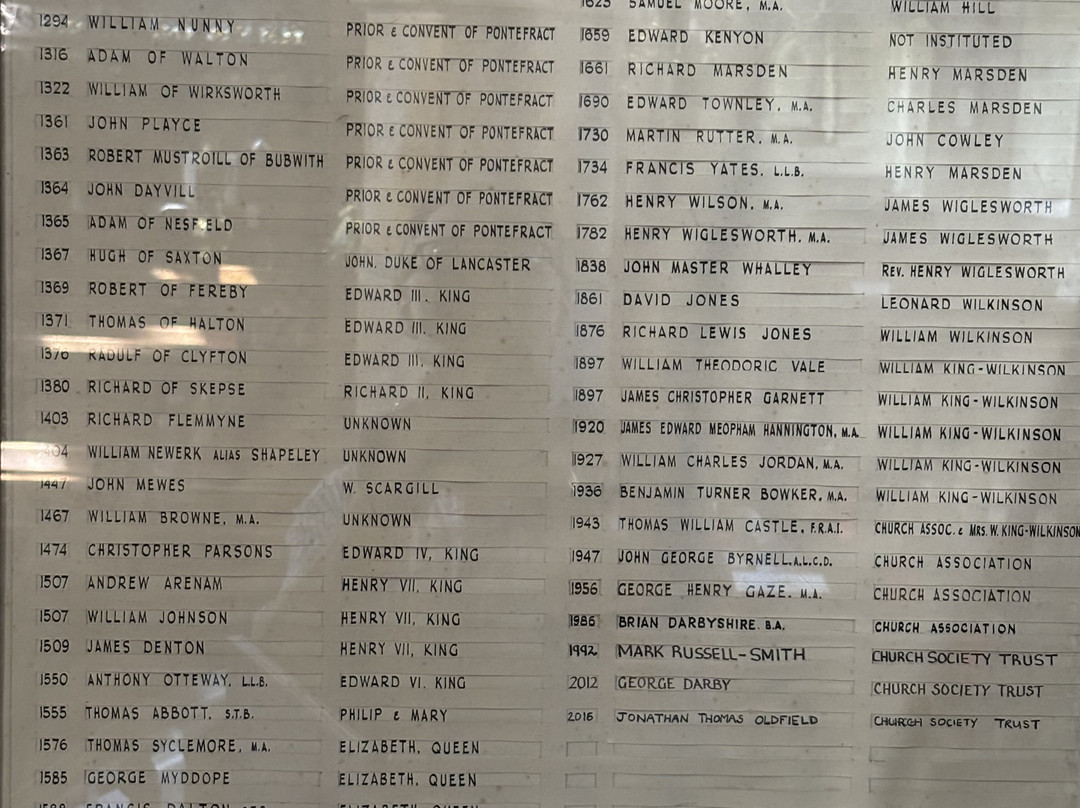 1294 WILLIAM NUNNY PRIOR & CONVENT OF PONTEFRACT
1316 ADAM OF WALTON PRIOR & CONVENT OF PONTEFRACT
1322 WILLIAM OF WIRKSWORTH PRIOR & CONVENT OF PONTEFRACT
1361 JOHN PLAYCE PRIOR & CONVENT OF PONTEFRACT
1363 ROBERT MUSTROILL OF BUBWITH PRIOR & CONVENT OF PONTEFRACT
1364 JOHN DAYVILL PRIOR & CONVENT OF PONTEFRACT
1365 ADAM OF NESFIELD PRIOR & CONVENT OF PONTEFRACT
1367 HUGH OF SAXTON JOHN. DUKE OF LANCASTER
1369 ROBERT OF FEREBY EDWARD III. KING
1371 THOMAS OF HALTON EDWARD III. KING
1376 RADULF OF CLYFTON EDWARD III, KING
1380 RICHARD OF SKEPSE RICHARD II, KING
1403 RICHARD FLEMMYNE UNKNOWN
1404 WILLIAM NEWERK ALIAS SHAPELEY UNKNOWN
1447 JOHN MEWES W. SCARGILL
1467 WILLIAM BROWNE, M.A. UNKNOWN
1474 CHRISTOPHER PARSONS EDWARD IV, KING
1507 ANDREW ARENAM HENRY VII, KING
1507 WILLIAM JOHNSON HENRY VII, KING
1509 JAMES DENTON HENRY VII, KING
1550 ANTHONY OTTEWAY, L.L.B. EDWARD VI. KING
1555 THOMAS ABBOTT, S.T.B. PHILIP & MARY
1576 THOMAS SYCLEMORE, M.A. ELIZABETH, QUEEN
1585 GEORGE MYDDOPE ELIZABETH, QUEEN
FRANCIS DALTON ELIZABETH QUEEN
1623 SAMUEL MOORE, M.A. WILLIAM HILL
1659 EDWARD KENYON NOT INSTITUTED
1661 RICHARD MARSDEN HENRY MARSDEN
1690 EDWARD TOWNLEY, M.A. CHARLES MARSDEN
1730 MARTIN RUTTER, M.A. JOHN COWLEY
1734 FRANCIS YATES, L.L.B. HENRY MARSDEN
1762 HENRY WILSON, M.A. JAMES WIGLESWORTH
1782 HENRY WIGLESWORTH, M.A. JAMES WIGLESWORTH
1838 JOHN MASTER WHALLEY REV. HENRY WIGLESWORTH
1861 DAVID JONES LEONARD WILKINSON
1876 RICHARD LEWIS JONES WILLIAM WILKINSON
1897 WILLIAM THEODORIC VALE WILLIAM KING-WILKINSON
1897 JAMES CHRISTOPHER GARNETT WILLIAM KING-WILKINSON
1920 JAMES EDWARD MEOPHAM HANNINGTON, M.A. WILLIAM KING-WILKINSON
1927 WILLIAM CHARLES JORDAN, M.A. WILLIAM KING-WILKINSON
1936 BENJAMIN TURNER BOWKER, M.A. WILLIAM KING-WILKINSON
1943 THOMAS WILLIAM CASTLE, F.R.A.I. CHURCH ASSOC. & MRS. W. KING-WILKINSON
1947 JOHN GEORGE BYRNELL.A.L.C.D. CHURCH ASSOCIATION
1956 GEORGE HENRY GAZE. M.A. CHURCH ASSOCIATION
1986 BRIAN DARBYSHIRE. B.A. CHURCH ASSOCIATION
1992 MARK RUSSELL-SMITH CHURCH SOCIETY TRUST
2012 GEORGE DARBY CHURCH SOCIETY TRUST
2016 JONATHAN THOMAS OLDFIELD CHURCH SOCIETY TRUST